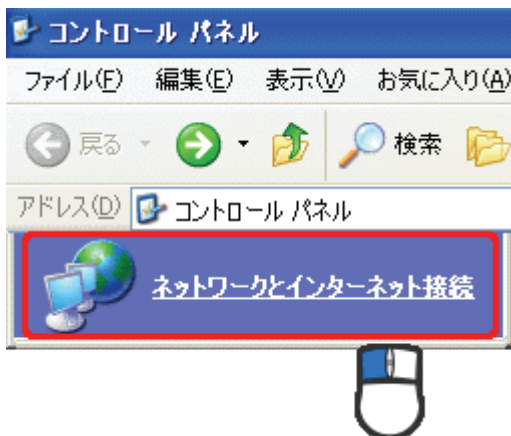 コントロール パネル
ファイル(F) 編集(E) 表示(V) お気に入り(A)
戻る 検索
アドレス(D) コントロール パネル
ネットワークとインターネット接続